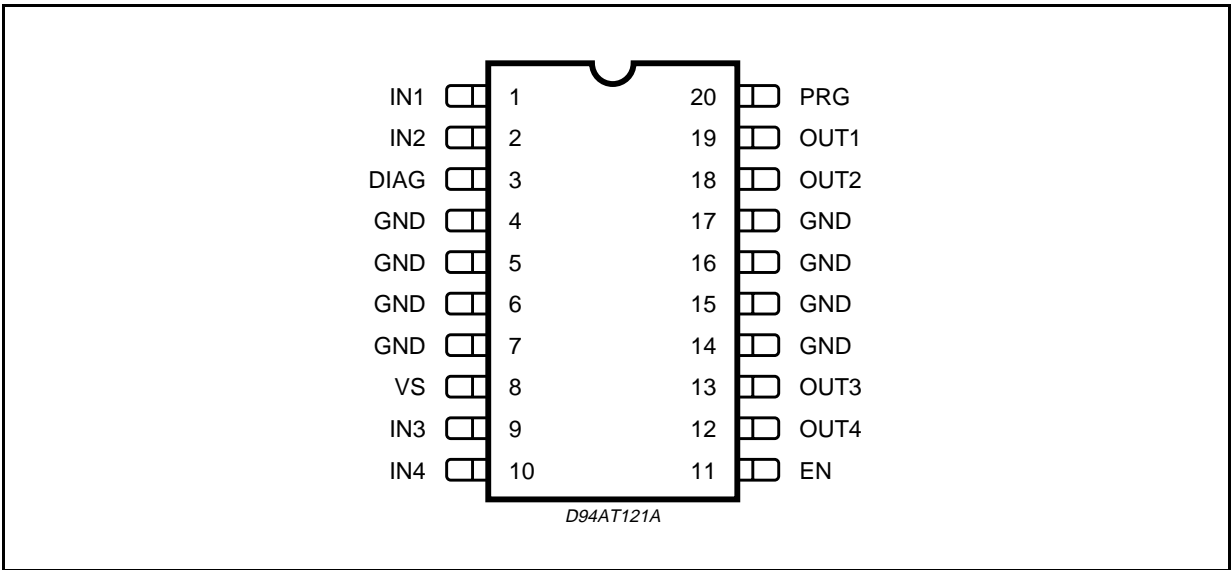 IN1 1 20 PRG
IN2 2 19 OUT1
DIAG 3 18 OUT2
GND 4 17 GND
GND 5 16 GND
GND 6 15 GND
GND 7 14 GND
VS 8 13 OUT3
IN3 9 12 OUT4
IN4 10 11 EN
D94AT121A